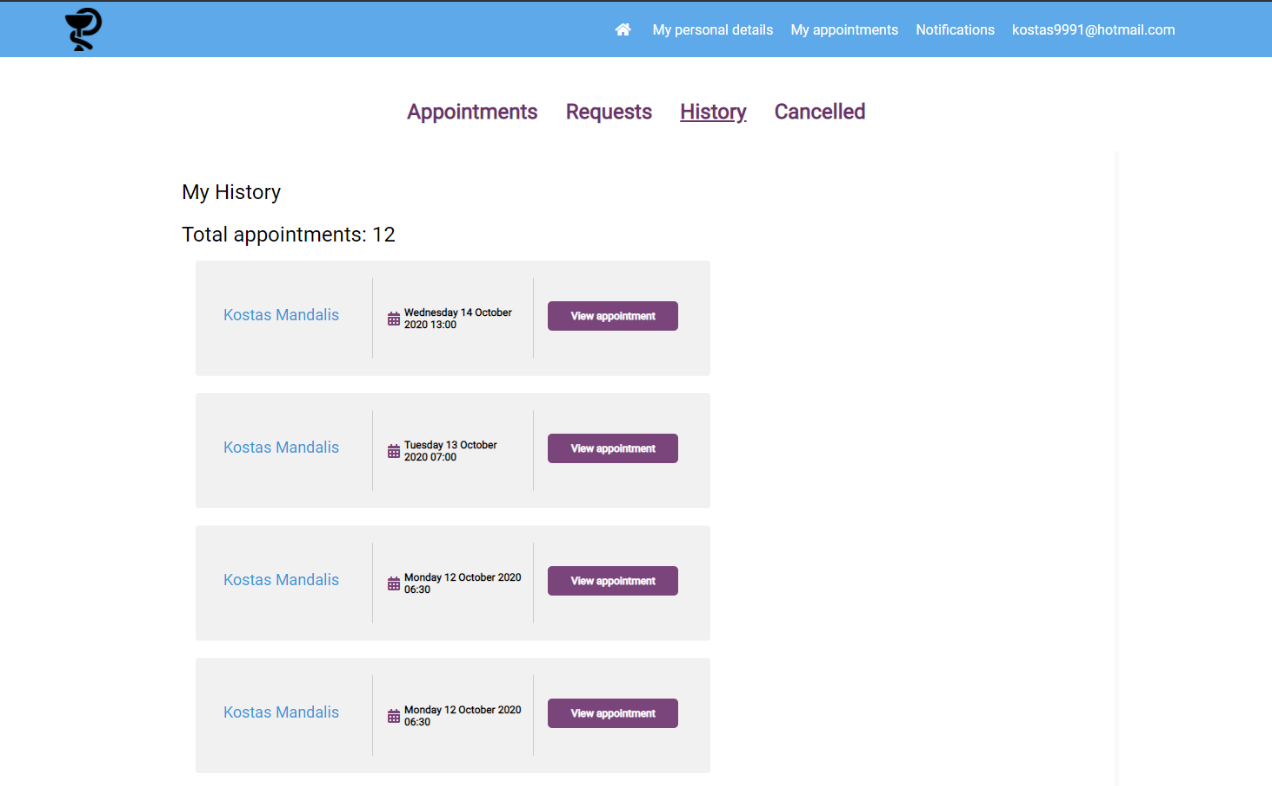 My personal details My appointments Notifications kostas9991@hotmail.com
Appointments Requests History Cancelled
My History
Total appointments: 12
Kostas Mandalis
Wednesday 14 October
2020 13:00
View appointment
Kostas Mandalis
Tuesday 13 October
2020 07:00
View appointment
Kostas Mandalis
Monday 12 October 2020
06:30
View appointment
Kostas Mandalis
Monday 12 October 2020
06:30
View appointment